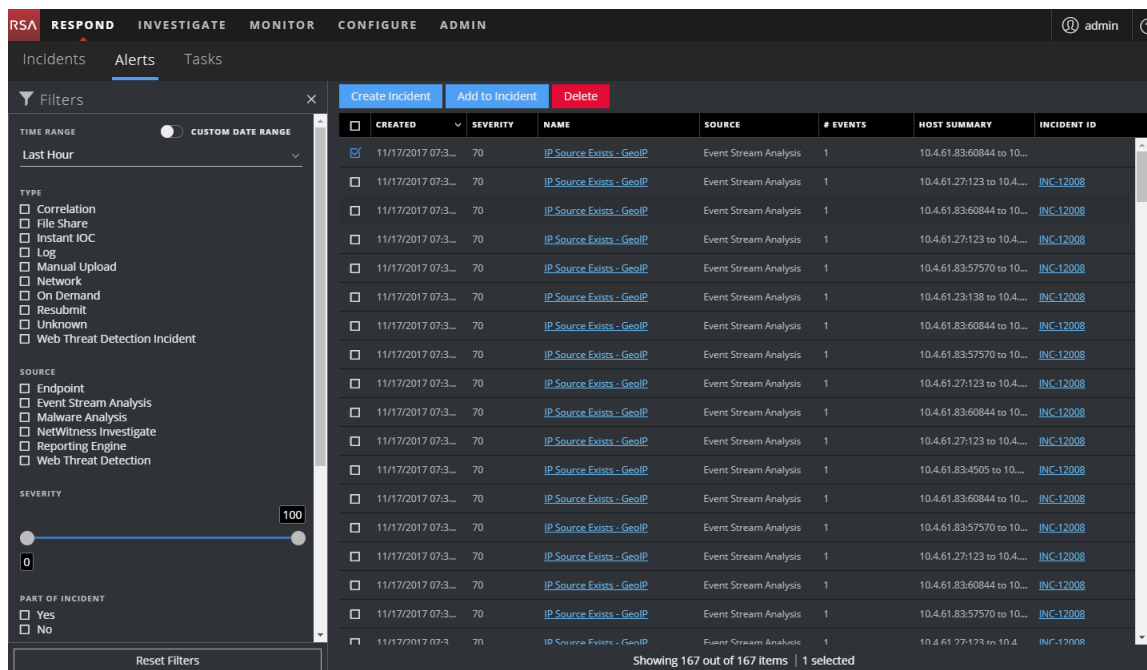 RSA RESPOND INVESTIGATE MONITOR CONFIGURE ADMIN admin
Incidents Alerts Tasks
Filters
TIME RANGE CUSTOM DATE RANGE
Last Hour
TYPE
Correlation
File Share
Instant IOC
Log
Manual Upload
Network
On Demand
Resubmit
Unknown
Web Threat Detection Incident
SOURCE
Endpoint
Event Stream Analysis
Malware Analysis
NetWitness Investigate
Reporting Engine
Web Threat Detection
SEVERITY
100
0
PART OF INCIDENT
Yes
No
Reset Filters
Create Incident Add to Incident Delete
CREATED SEVERITY NAME SOURCE # EVENTS HOST SUMMARY INCIDENT ID
11/17/2017 07:3... 70 IP Source Exists - GeoIP Event Stream Analysis 1 10.4.61.83:60844 to 10...
11/17/2017 07:3... 70 IP Source Exists - GeoIP Event Stream Analysis 1 10.4.61.27:123 to 10.4.... INC-12008
11/17/2017 07:3... 70 IP Source Exists - GeoIP Event Stream Analysis 1 10.4.61.83:60844 to 10... INC-12008
11/17/2017 07:3... 70 IP Source Exists - GeoIP Event Stream Analysis 1 10.4.61.27:123 to 10.4.... INC-12008
11/17/2017 07:3... 70 IP Source Exists - GeoIP Event Stream Analysis 1 10.4.61.83:57570 to 10... INC-12008
11/17/2017 07:3... 70 IP Source Exists - GeoIP Event Stream Analysis 1 10.4.61.23:138 to 10.4.... INC-12008
11/17/2017 07:3... 70 IP Source Exists - GeoIP Event Stream Analysis 1 10.4.61.83:60844 to 10... INC-12008
11/17/2017 07:3... 70 IP Source Exists - GeoIP Event Stream Analysis 1 10.4.61.83:57570 to 10... INC-12008
11/17/2017 07:3... 70 IP Source Exists - GeoIP Event Stream Analysis 1 10.4.61.27:123 to 10.4.... INC-12008
11/17/2017 07:3... 70 IP Source Exists - GeoIP Event Stream Analysis 1 10.4.61.83:60844 to 10... INC-12008
11/17/2017 07:3... 70 IP Source Exists - GeoIP Event Stream Analysis 1 10.4.61.27:123 to 10.4.... INC-12008
11/17/2017 07:3... 70 IP Source Exists - GeoIP Event Stream Analysis 1 10.4.61.83:4505 to 10.... INC-12008
11/17/2017 07:3... 70 IP Source Exists - GeoIP Event Stream Analysis 1 10.4.61.83:60844 to 10... INC-12008
11/17/2017 07:3... 70 IP Source Exists - GeoIP Event Stream Analysis 1 10.4.61.83:57570 to 10... INC-12008
11/17/2017 07:3... 70 IP Source Exists - GeoIP Event Stream Analysis 1 10.4.61.27:123 to 10.4.... INC-12008
11/17/2017 07:3... 70 IP Source Exists - GeoIP Event Stream Analysis 1 10.4.61.83:60844 to 10... INC-12008
11/17/2017 07:3... 70 IP Source Exists - GeoIP Event Stream Analysis 1 10.4.61.83:57570 to 10... INC-12008
11/17/2017 07:3... 70 IP Source Exists - GeoIP Event Stream Analysis 1 10.4.61.27:123 to 10.4.... INC-12008
Showing 167 out of 167 items | 1 selected